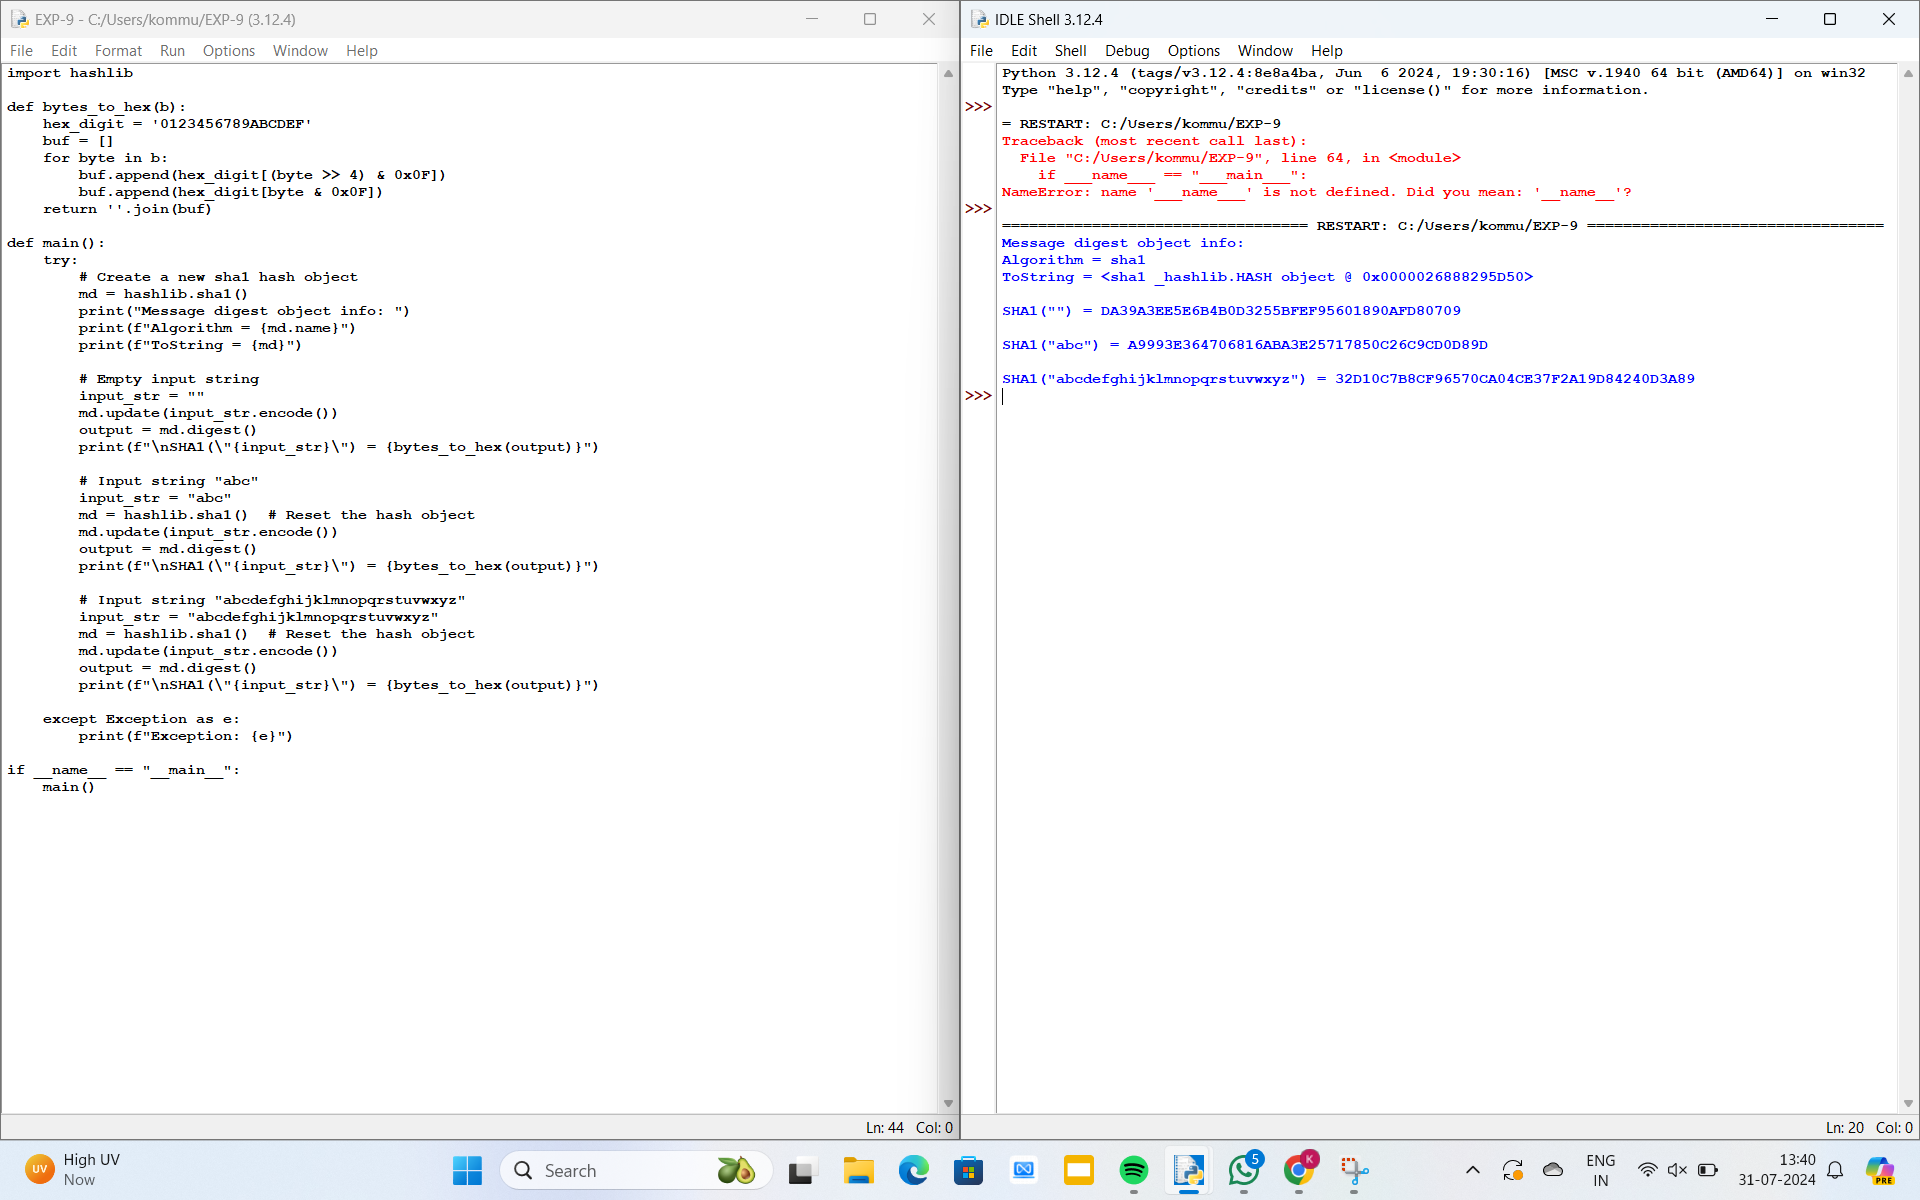 EXP-9 - C:/Users/kommu/EXP-9 (3.12.4)
File Edit Format Run Options Window Help
import hashlib

def bytes_to_hex(b):
    hex_digit = '0123456789ABCDEF'
    buf = []
    for byte in b:
        buf.append(hex_digit[(byte >> 4) & 0x0F])
        buf.append(hex_digit[byte & 0x0F])
    return ''.join(buf)

def main():
    try:
        # Create a new sha1 hash object
        md = hashlib.sha1()
        print("Message digest object info: ")
        print(f"Algorithm = {md.name}")
        print(f"ToString = {md}")

        # Empty input string
        input_str = ""
        md.update(input_str.encode())
        output = md.digest()
        print(f"\nSHA1(\"{input_str}\") = {bytes_to_hex(output)}")

        # Input string "abc"
        input_str = "abc"
        md = hashlib.sha1()  # Reset the hash object
        md.update(input_str.encode())
        output = md.digest()
        print(f"\nSHA1(\"{input_str}\") = {bytes_to_hex(output)}")

        # Input string "abcdefghijklmnopqrstuvwxyz"
        input_str = "abcdefghijklmnopqrstuvwxyz"
        md = hashlib.sha1()  # Reset the hash object
        md.update(input_str.encode())
        output = md.digest()
        print(f"\nSHA1(\"{input_str}\") = {bytes_to_hex(output)}")

    except Exception as e:
        print(f"Exception: {e}")

if __name__ == "__main__":
    main()
Ln: 44 Col: 0
IDLE Shell 3.12.4
File Edit Shell Debug Options Window Help
Python 3.12.4 (tags/v3.12.4:8e8a4ba, Jun  6 2024, 19:30:16) [MSC v.1940 64 bit (AMD64)] on win32
Type "help", "copyright", "credits" or "license()" for more information.
>>>
= RESTART: C:/Users/kommu/EXP-9
Traceback (most recent call last):
  File "C:/Users/kommu/EXP-9", line 64, in <module>
    if ___name___ == "___main___":
NameError: name '___name___' is not defined. Did you mean: '__name__'?
>>>
================================== RESTART: C:/Users/kommu/EXP-9 =================================
Message digest object info:
Algorithm = sha1
ToString = <sha1 _hashlib.HASH object @ 0x0000026888295D50>

SHA1("") = DA39A3EE5E6B4B0D3255BFEF95601890AFD80709

SHA1("abc") = A9993E364706816ABA3E25717850C26C9CD0D89D

SHA1("abcdefghijklmnopqrstuvwxyz") = 32D10C7B8CF96570CA04CE37F2A19D84240D3A89
>>>
Ln: 20 Col: 0
UV
High UV
Now
Search
5
K
ENG
IN
13:40
31-07-2024
PRE